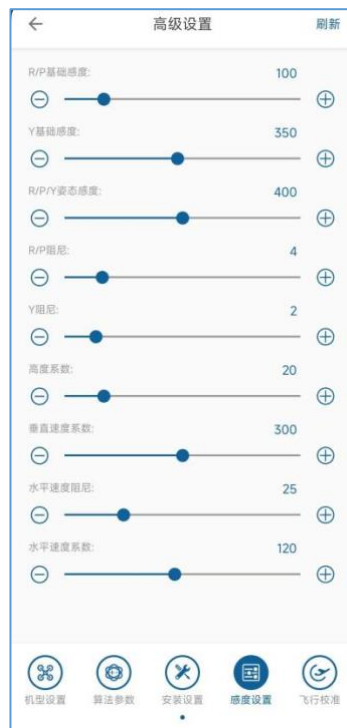 高级设置 刷新
R/P基础感度: 100
Y基础感度: 350
R/P/Y姿态感度: 400
R/P阻尼: 4
Y阻尼: 2
高度系数: 20
垂直速度系数: 300
水平速度阻尼: 25
水平速度系数: 120
机型设置 算法参数 安装设置 感度设置 飞行校准